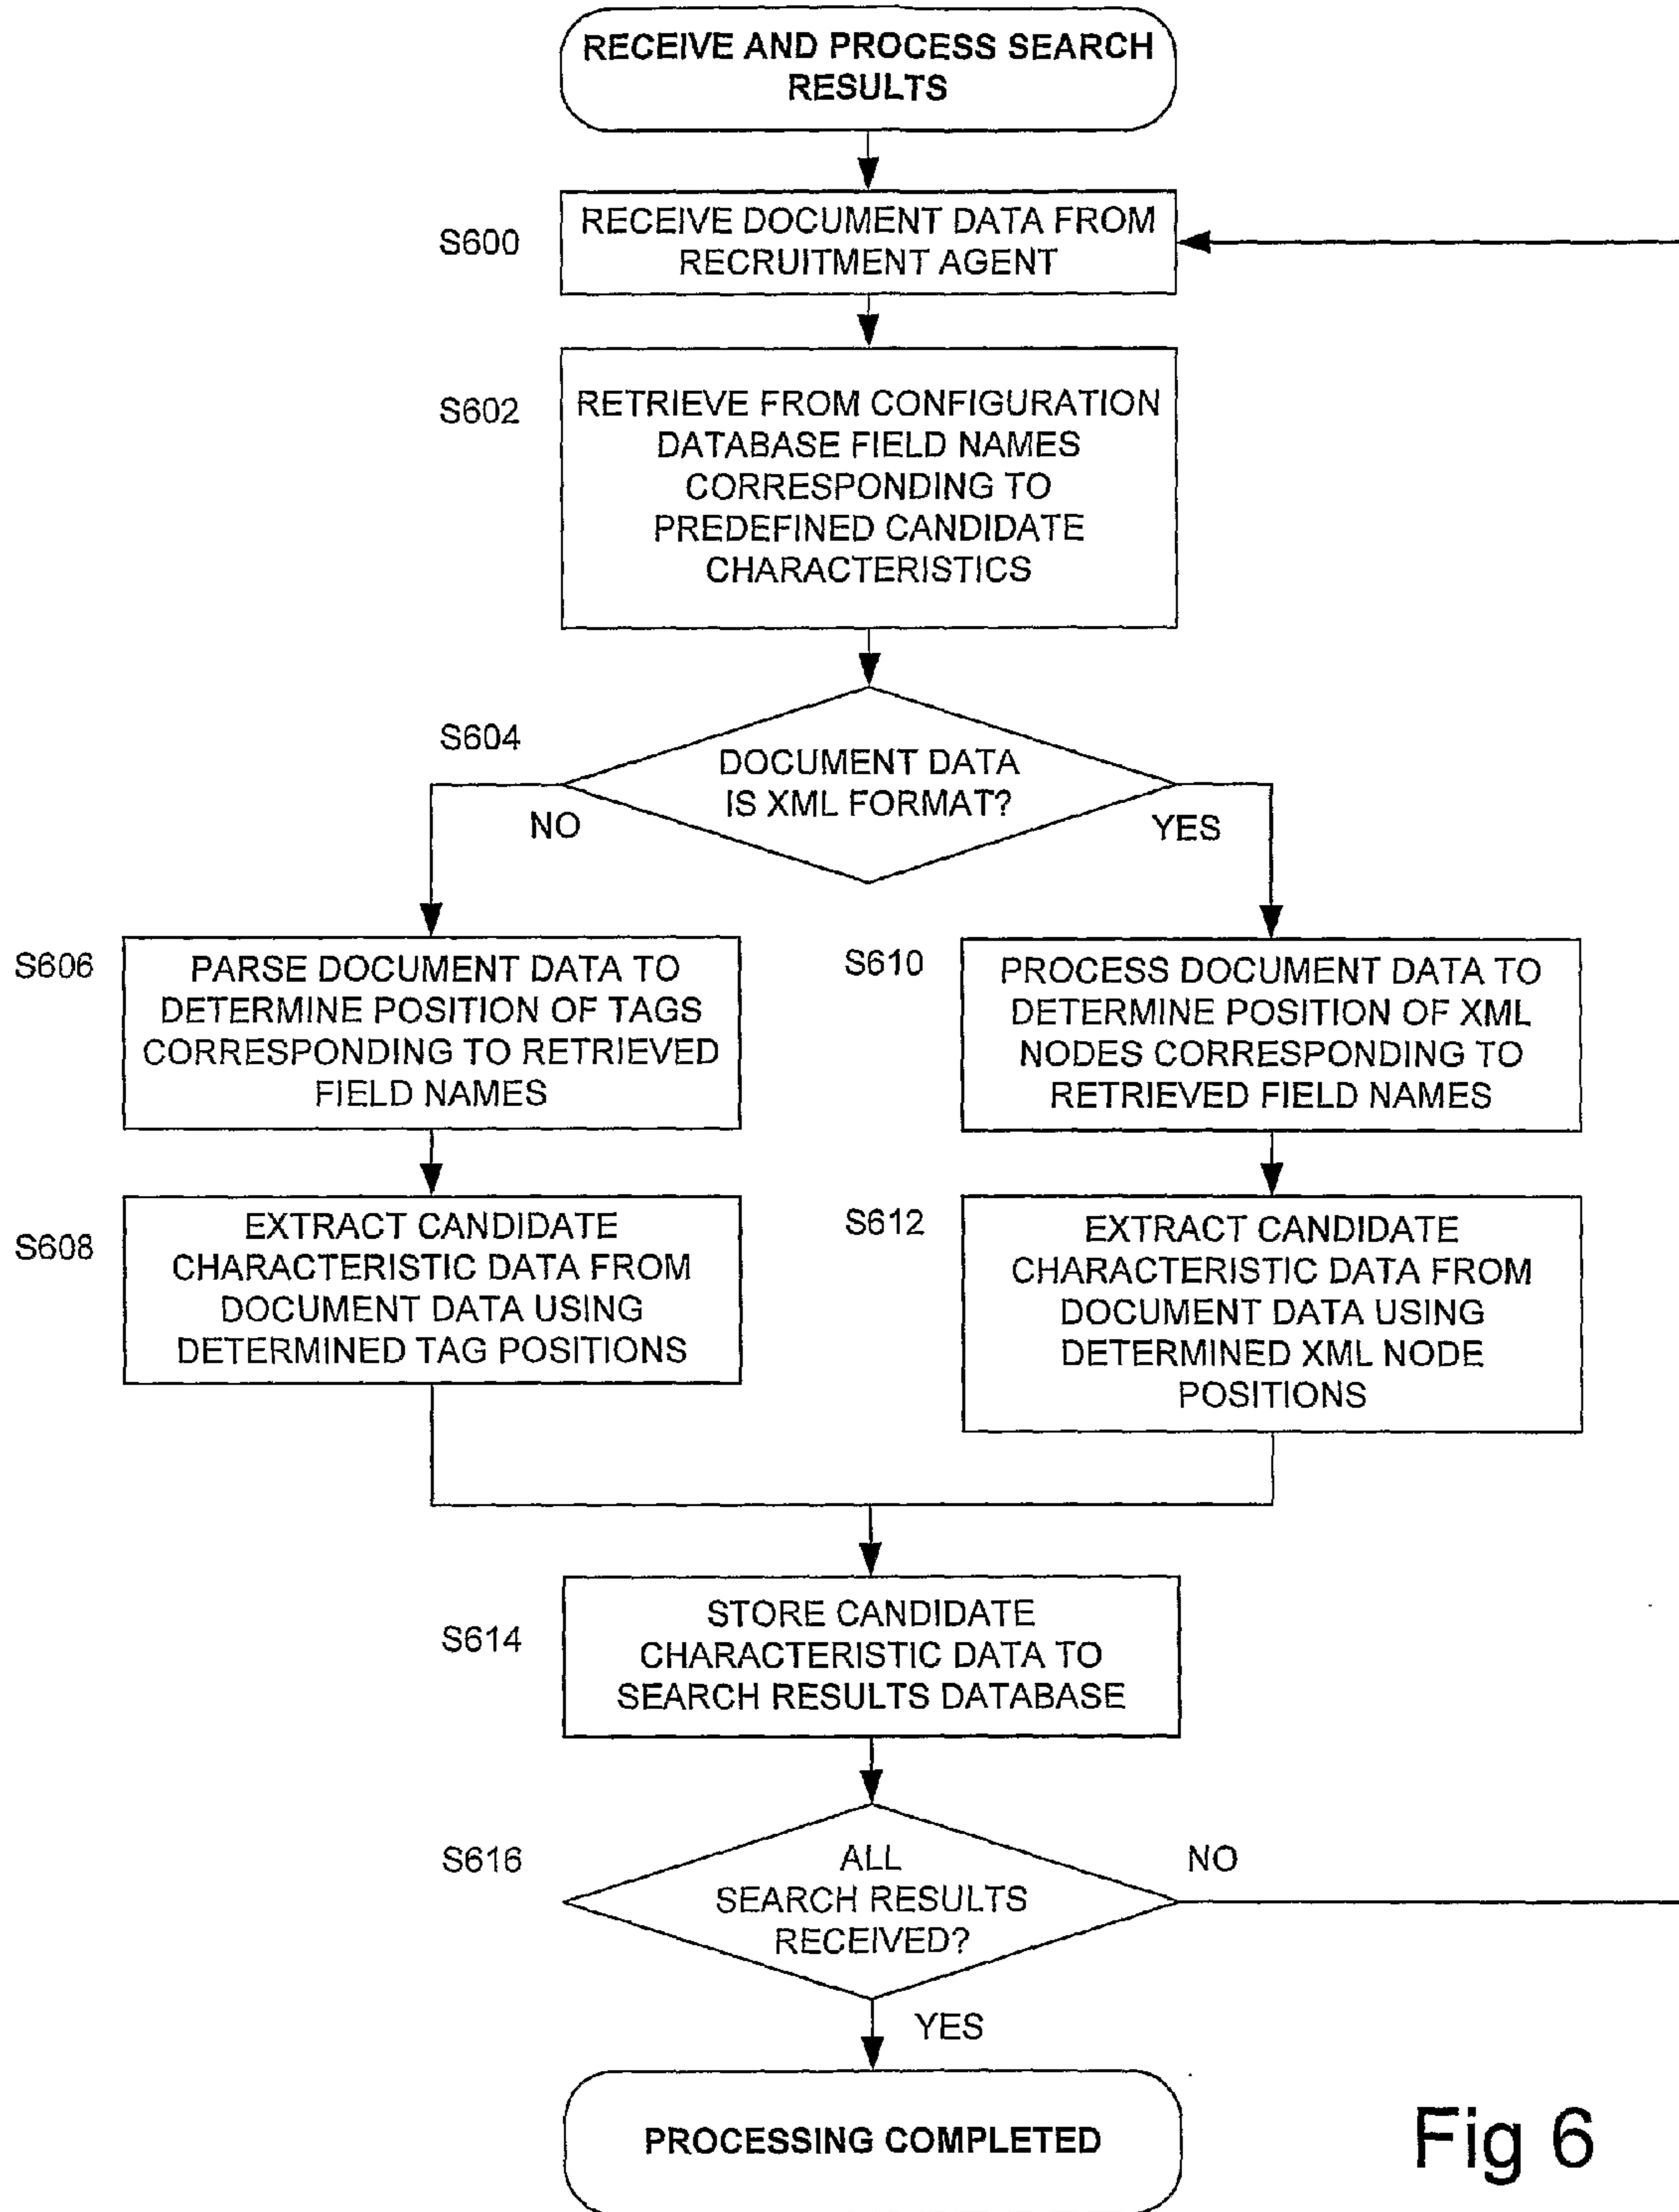 RECEIVE AND PROCESS SEARCH
RESULTS
S600
RECEIVE DOCUMENT DATA FROM
RECRUITMENT AGENT
S602
RETRIEVE FROM CONFIGURATION
DATABASE FIELD NAMES
CORRESPONDING TO
PREDEFINED CANDIDATE
CHARACTERISTICS
S604
DOCUMENT DATA
IS XML FORMAT?
NO
YES
S606
PARSE DOCUMENT DATA TO
DETERMINE POSITION OF TAGS
CORRESPONDING TO RETRIEVED
FIELD NAMES
S610
PROCESS DOCUMENT DATA TO
DETERMINE POSITION OF XML
NODES CORRESPONDING TO
RETRIEVED FIELD NAMES
S608
EXTRACT CANDIDATE
CHARACTERISTIC DATA FROM
DOCUMENT DATA USING
DETERMINED TAG POSITIONS
S612
EXTRACT CANDIDATE
CHARACTERISTIC DATA FROM
DOCUMENT DATA USING
DETERMINED XML NODE
POSITIONS
S614
STORE CANDIDATE
CHARACTERISTIC DATA TO
SEARCH RESULTS DATABASE
S616
ALL
SEARCH RESULTS
RECEIVED?
NO
YES
PROCESSING COMPLETED
Fig 6